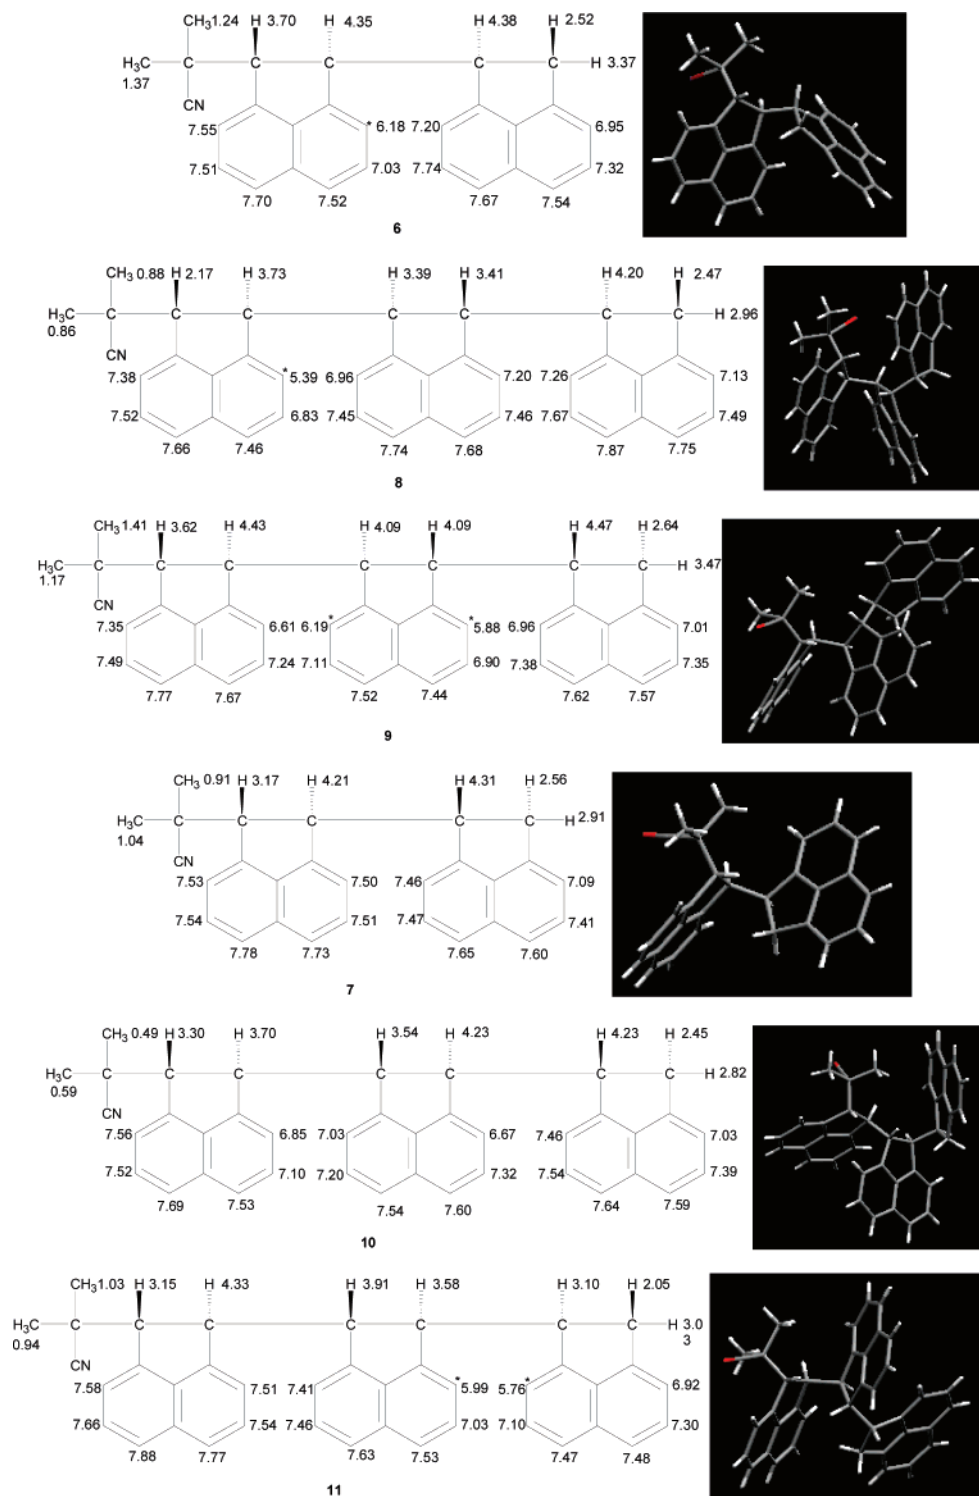 CH₃ 1.24 H 3.70 H 4.35 H 4.38 H 2.52
H₃C C C C C C H 3.37
1.37
CN
7.55 * 6.18 7.20 6.95
7.51 7.03 7.74 7.32
7.70 7.52 7.67 7.54
6
CH₃ 0.88 H 2.17 H 3.73 H 3.39 H 3.41 H 4.20 H 2.47
H₃C C C C C C C C H 2.96
0.86
CN
7.38 * 5.39 6.96 7.20 7.26 7.13
7.52 6.83 7.45 7.46 7.67 7.49
7.66 7.46 7.74 7.68 7.87 7.75
8
CH₃ 1.41 H 3.62 H 4.43 H 4.09 H 4.09 H 4.47 H 2.64
H₃C C C C C C C C H 3.47
1.17
CN
7.35 6.61 6.19 * * 5.88 6.96 7.01
7.49 7.24 7.11 6.90 7.38 7.35
7.77 7.67 7.52 7.44 7.62 7.57
9
CH₃ 0.91 H 3.17 H 4.21 H 4.31 H 2.56
H₃C C C C C C H 2.91
1.04
CN
7.53 7.50 7.46 7.09
7.54 7.51 7.47 7.41
7.78 7.73 7.65 7.60
7
CH₃ 0.49 H 3.30 H 3.70 H 3.54 H 4.23 H 4.23 H 2.45
H₃C C C C C C C C H 2.82
0.59
CN
7.56 6.85 7.03 6.67 7.46 7.03
7.52 7.10 7.20 7.32 7.54 7.39
7.69 7.53 7.54 7.60 7.64 7.59
10
CH₃ 1.03 H 3.15 H 4.33 H 3.91 H 3.58 H 3.10 H 2.05
H₃C C C C C C C C H 3.0
0.94 3
CN
7.58 7.51 7.41 * 5.99 5.76 * 6.92
7.66 7.54 7.46 7.03 7.10 7.30
7.88 7.77 7.63 7.53 7.47 7.48
11